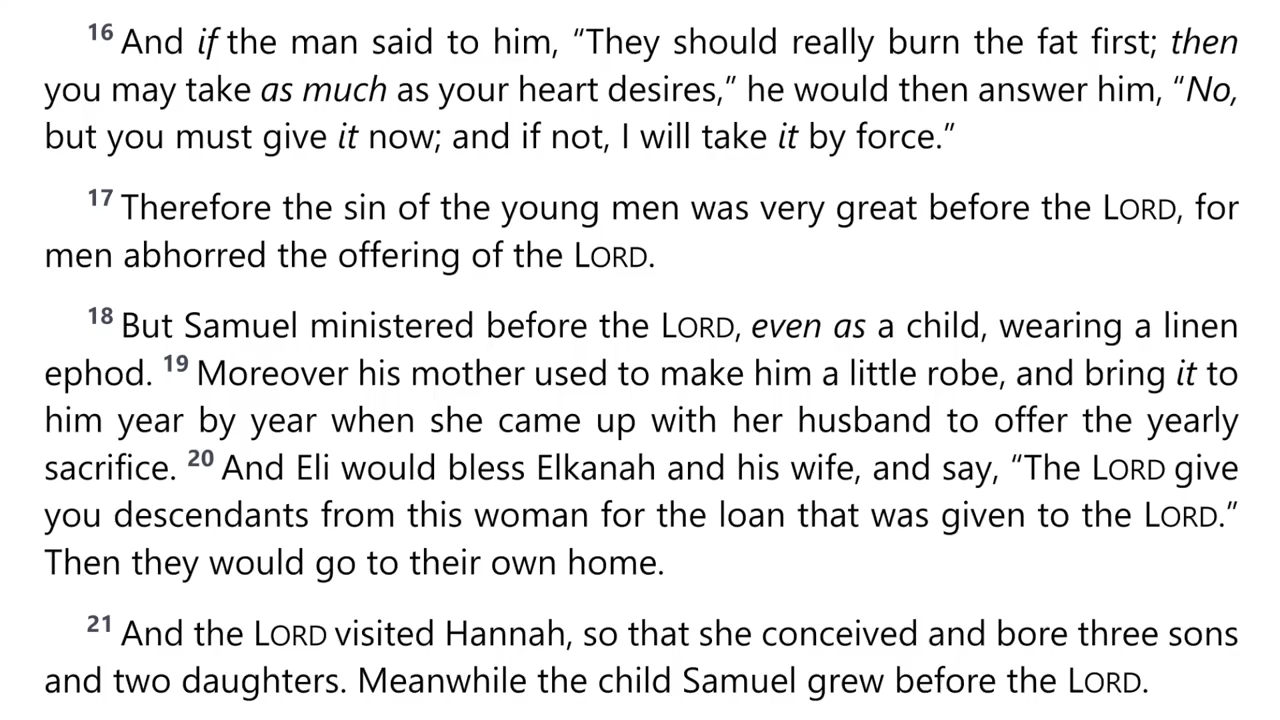 16 And if the man said to him, “They should really burn the fat first; then
you may take as much as your heart desires,” he would then answer him, “No,
but you must give it now; and if not, I will take it by force.”
17 Therefore the sin of the young men was very great before the LORD, for
men abhorred the offering of the LORD.
18 But Samuel ministered before the LORD, even as a child, wearing a linen
ephod. 19 Moreover his mother used to make him a little robe, and bring it to
him year by year when she came up with her husband to offer the yearly
sacrifice. 20 And Eli would bless Elkanah and his wife, and say, “The LORD give
you descendants from this woman for the loan that was given to the LORD.”
Then they would go to their own home.
21 And the LORD visited Hannah, so that she conceived and bore three sons
and two daughters. Meanwhile the child Samuel grew before the LORD.